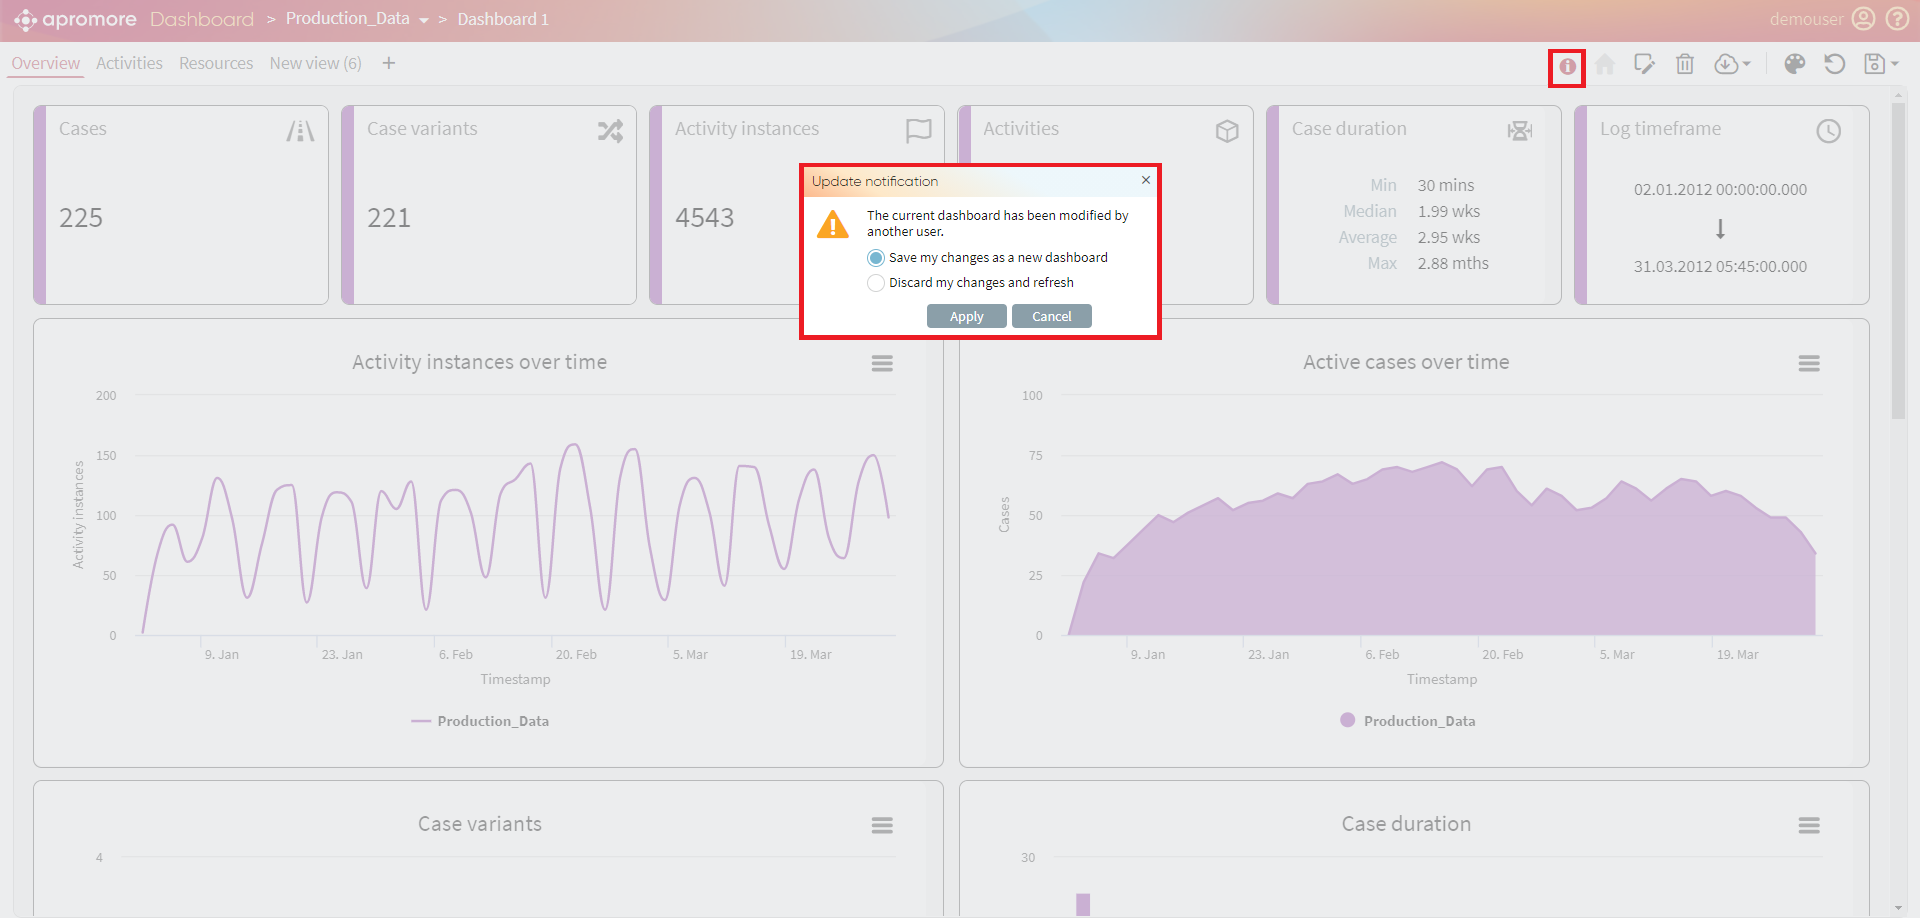 apromore Dashboard > Production_Data > Dashboard 1
demouser
Overview Activities Resources New view (6) +
Cases
225
Case variants
221
Activity instances
4543
Activities
Case duration
Min 30 mins
Median 1.99 wks
Average 2.95 wks
Max 2.88 mths
Log timeframe
02.01.2012 00:00:00.000
31.03.2012 05:45:00.000
Update notification
The current dashboard has been modified by
another user.
Save my changes as a new dashboard
Discard my changes and refresh
Apply Cancel
Activity instances over time
200
150
100
50
0
Activity instances
9. Jan 23. Jan 6. Feb 20. Feb 5. Mar 19. Mar
Timestamp
Production_Data
Active cases over time
100
75
50
25
0
Cases
9. Jan 23. Jan 6. Feb 20. Feb 5. Mar 19. Mar
Timestamp
Production_Data
Case variants
4
Case duration
30